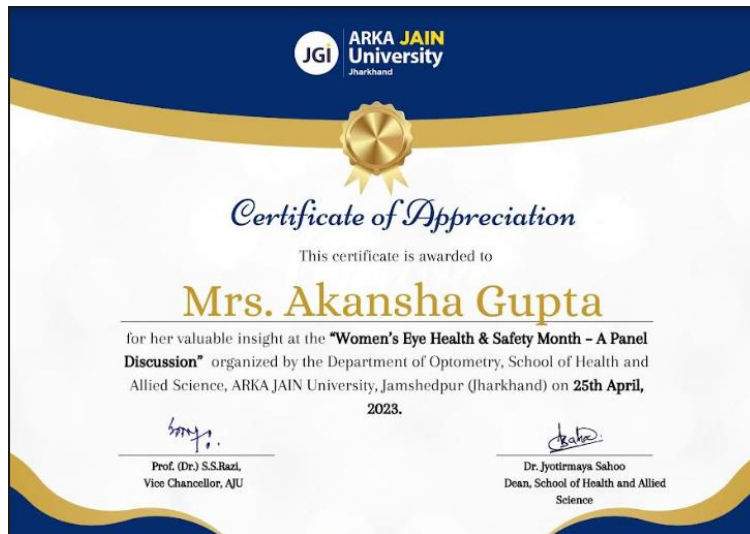 JGi
ARKA JAIN
University
Jharkhand
Certificate of Appreciation
This certificate is awarded to
Mrs. Akansha Gupta
for her valuable insight at the "Women's Eye Health & Safety Month – A Panel
Discussion" organized by the Department of Optometry, School of Health and
Allied Science, ARKA JAIN University, Jamshedpur (Jharkhand) on 25th April,
2023.
Prof. (Dr.) S.S.Razi,
Vice Chancellor, AJU
Dr. Jyotirmaya Sahoo
Dean, School of Health and Allied
Science